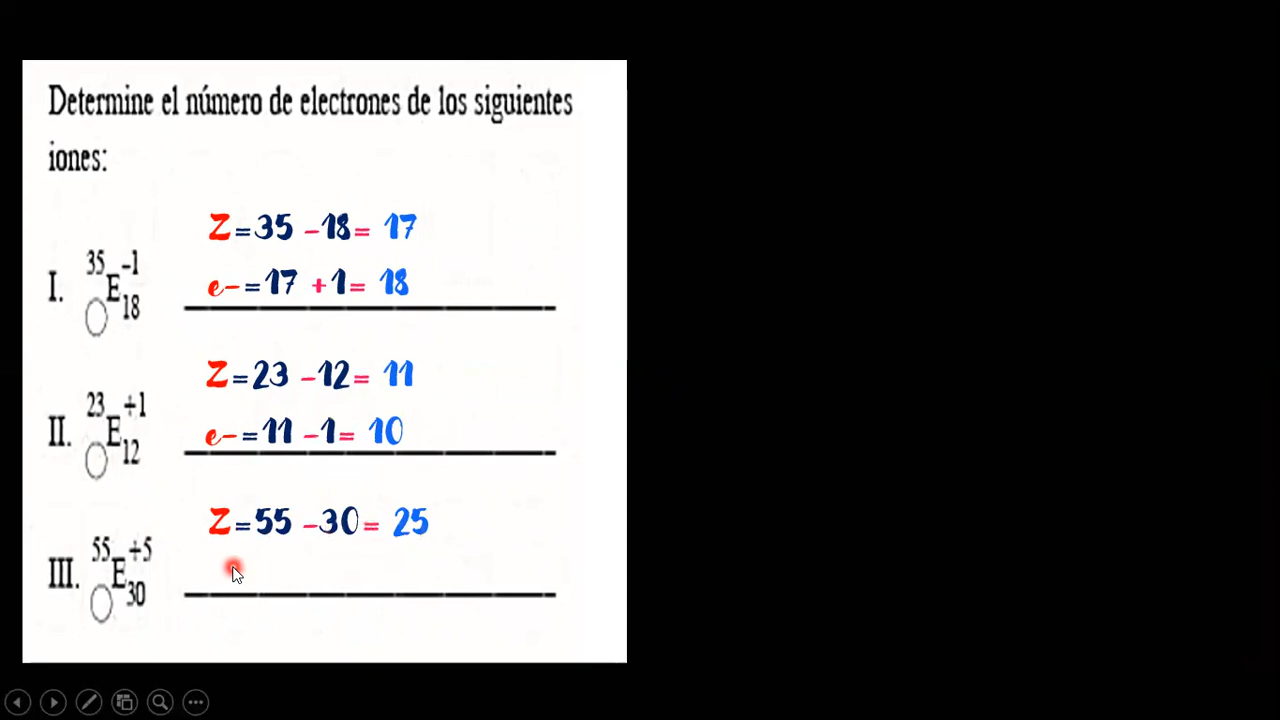 Determine el número de electrones de los siguientes
iones:
Z = 35 - 18 = 17
I. 35 E -1 18
e- = 17 + 1 = 18
Z = 23 - 12 = 11
II. 23 E +1 12
e- = 11 - 1 = 10
Z = 55 - 30 = 25
III. 55 E +5 30